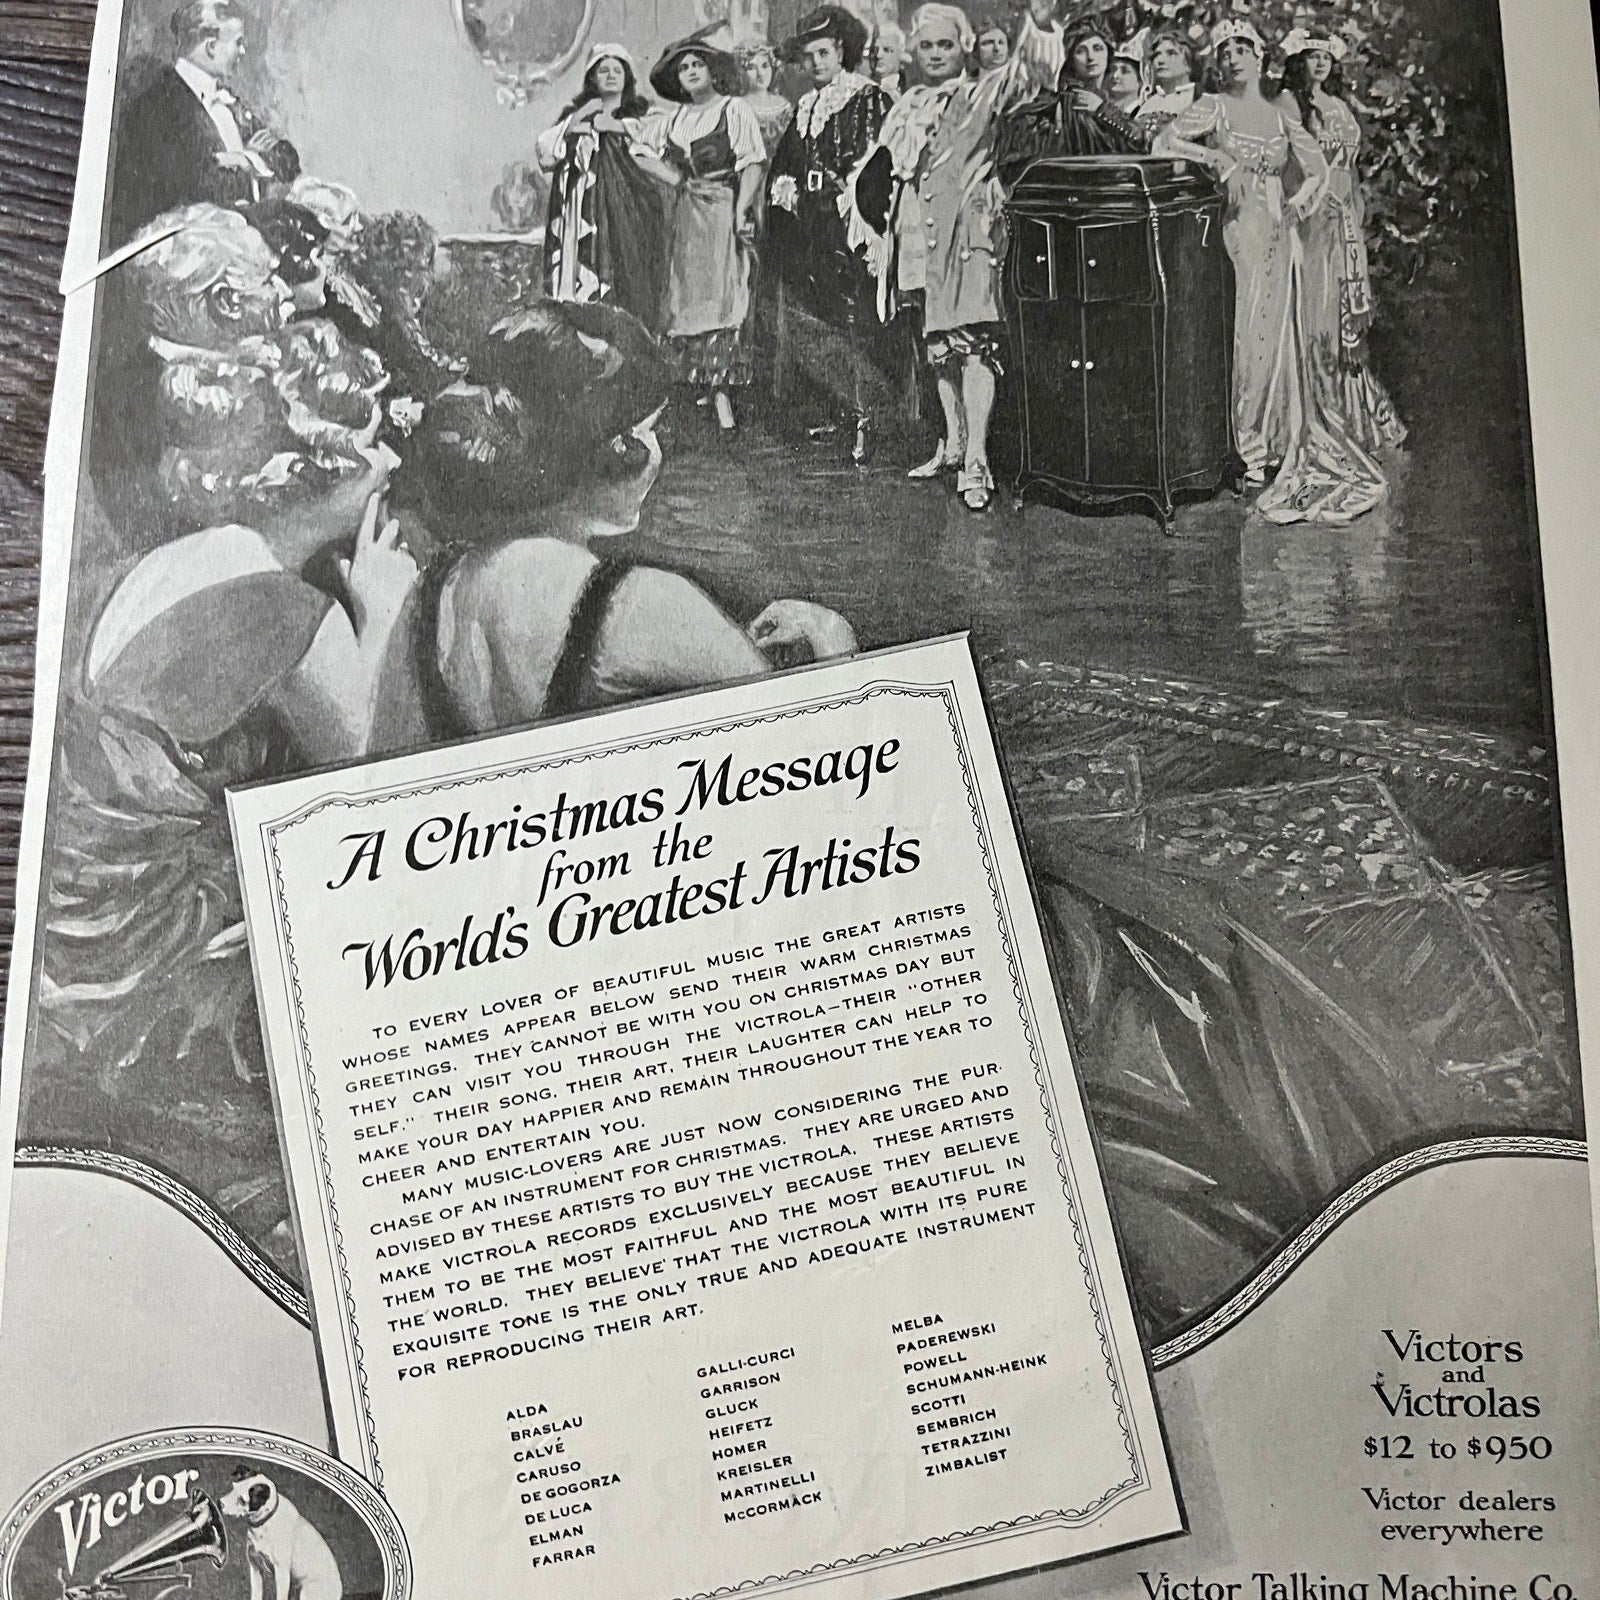 A Christmas Message
from the
World's Greatest Artists
TO EVERY LOVER OF BEAUTIFUL MUSIC THE GREAT ARTISTS
WHOSE NAMES APPEAR BELOW SEND THEIR WARM CHRISTMAS
GREETINGS. THEY CANNOT BE WITH YOU ON CHRISTMAS DAY BUT
THEY CAN VISIT YOU THROUGH THE VICTROLA—THEIR "OTHER
SELF." THEIR SONG, THEIR ART, THEIR LAUGHTER CAN HELP TO
MAKE YOUR DAY HAPPIER AND REMAIN THROUGHOUT THE YEAR TO
CHEER AND ENTERTAIN YOU.
MANY MUSIC-LOVERS ARE JUST NOW CONSIDERING THE PUR-
CHASE OF AN INSTRUMENT FOR CHRISTMAS. THEY ARE URGED AND
ADVISED BY THESE ARTISTS TO BUY THE VICTROLA. THESE ARTISTS
MAKE VICTROLA RECORDS EXCLUSIVELY BECAUSE THEY BELIEVE
THEM TO BE THE MOST FAITHFUL AND THE MOST BEAUTIFUL IN
THE WORLD. THEY BELIEVE THAT THE VICTROLA WITH ITS PURE
EXQUISITE TONE IS THE ONLY TRUE AND ADEQUATE INSTRUMENT
FOR REPRODUCING THEIR ART.
ALDA
BRASLAU
CALVÉ
CARUSO
DE GOGORZA
DE LUCA
ELMAN
FARRAR
GALLI-CURCI
GARRISON
GLUCK
HEIFETZ
HOMER
KREISLER
MARTINELLI
McCORMACK
MELBA
PADEREWSKI
POWELL
SCHUMANN-HEINK
SCOTTI
SEMBRICH
TETRAZZINI
ZIMBALIST
Victor
Victors
and
Victrolas
$12 to $950
Victor dealers
everywhere
Victor Talking Machine Co.